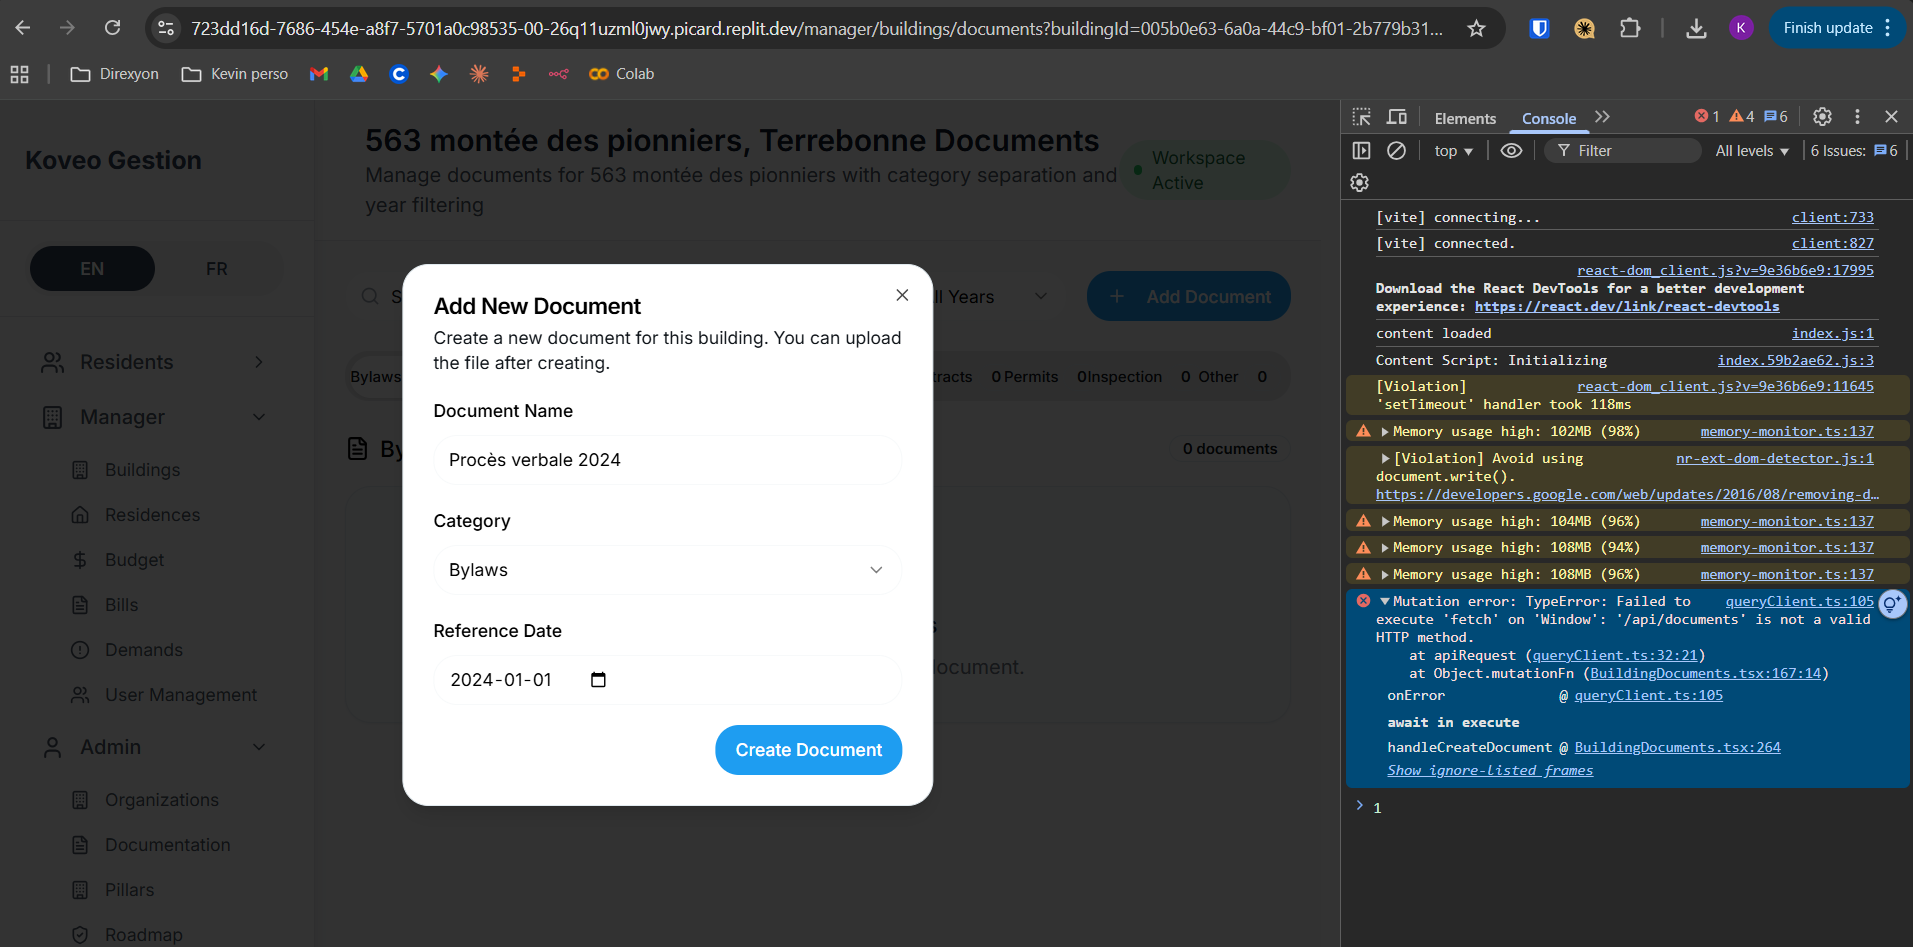 723dd16d-7686-454e-a8f7-5701a0c98535-00-26q11uzml0jwy.picard.replit.dev/manager/buildings/documents?buildingId=005b0e63-6a0a-44c9-bf01-2b779b31...
K
Finish update
Direxyon
Kevin perso
Colab
Koveo Gestion
EN
FR
Residents
Manager
Buildings
Residences
Budget
Bills
Demands
User Management
Admin
Organizations
Documentation
Pillars
Roadmap
563 montée des pionniers, Terrebonne Documents
Manage documents for 563 montée des pionniers with category separation and
year filtering
Workspace
Active
S
ll Years
Add Document
Bylaws
tracts 0 Permits 0 Inspection 0 Other 0
By
0 documents
s
ocument.
Add New Document
Create a new document for this building. You can upload
the file after creating.
Document Name
Procès verbale 2024
Category
Bylaws
Reference Date
2024-01-01
Create Document
Elements
Console
1
4
6
top
Filter
All levels
6 Issues: 6
[vite] connecting... client:733
[vite] connected. client:827
react-dom_client.js?v=9e36b6e9:17995
Download the React DevTools for a better development
experience: https://react.dev/link/react-devtools
content loaded index.js:1
Content Script: Initializing index.59b2ae62.js:3
[Violation] react-dom_client.js?v=9e36b6e9:11645
'setTimeout' handler took 118ms
Memory usage high: 102MB (98%) memory-monitor.ts:137
[Violation] Avoid using nr-ext-dom-detector.js:1
document.write().
https://developers.google.com/web/updates/2016/08/removing-d…
Memory usage high: 104MB (96%) memory-monitor.ts:137
Memory usage high: 108MB (94%) memory-monitor.ts:137
Memory usage high: 108MB (96%) memory-monitor.ts:137
Mutation error: TypeError: Failed to queryClient.ts:105
execute 'fetch' on 'Window': '/api/documents' is not a valid
HTTP method.
at apiRequest (queryClient.ts:32:21)
at Object.mutationFn (BuildingDocuments.tsx:167:14)
onError @ queryClient.ts:105
await in execute
handleCreateDocument @ BuildingDocuments.tsx:264
Show ignore-listed frames
1